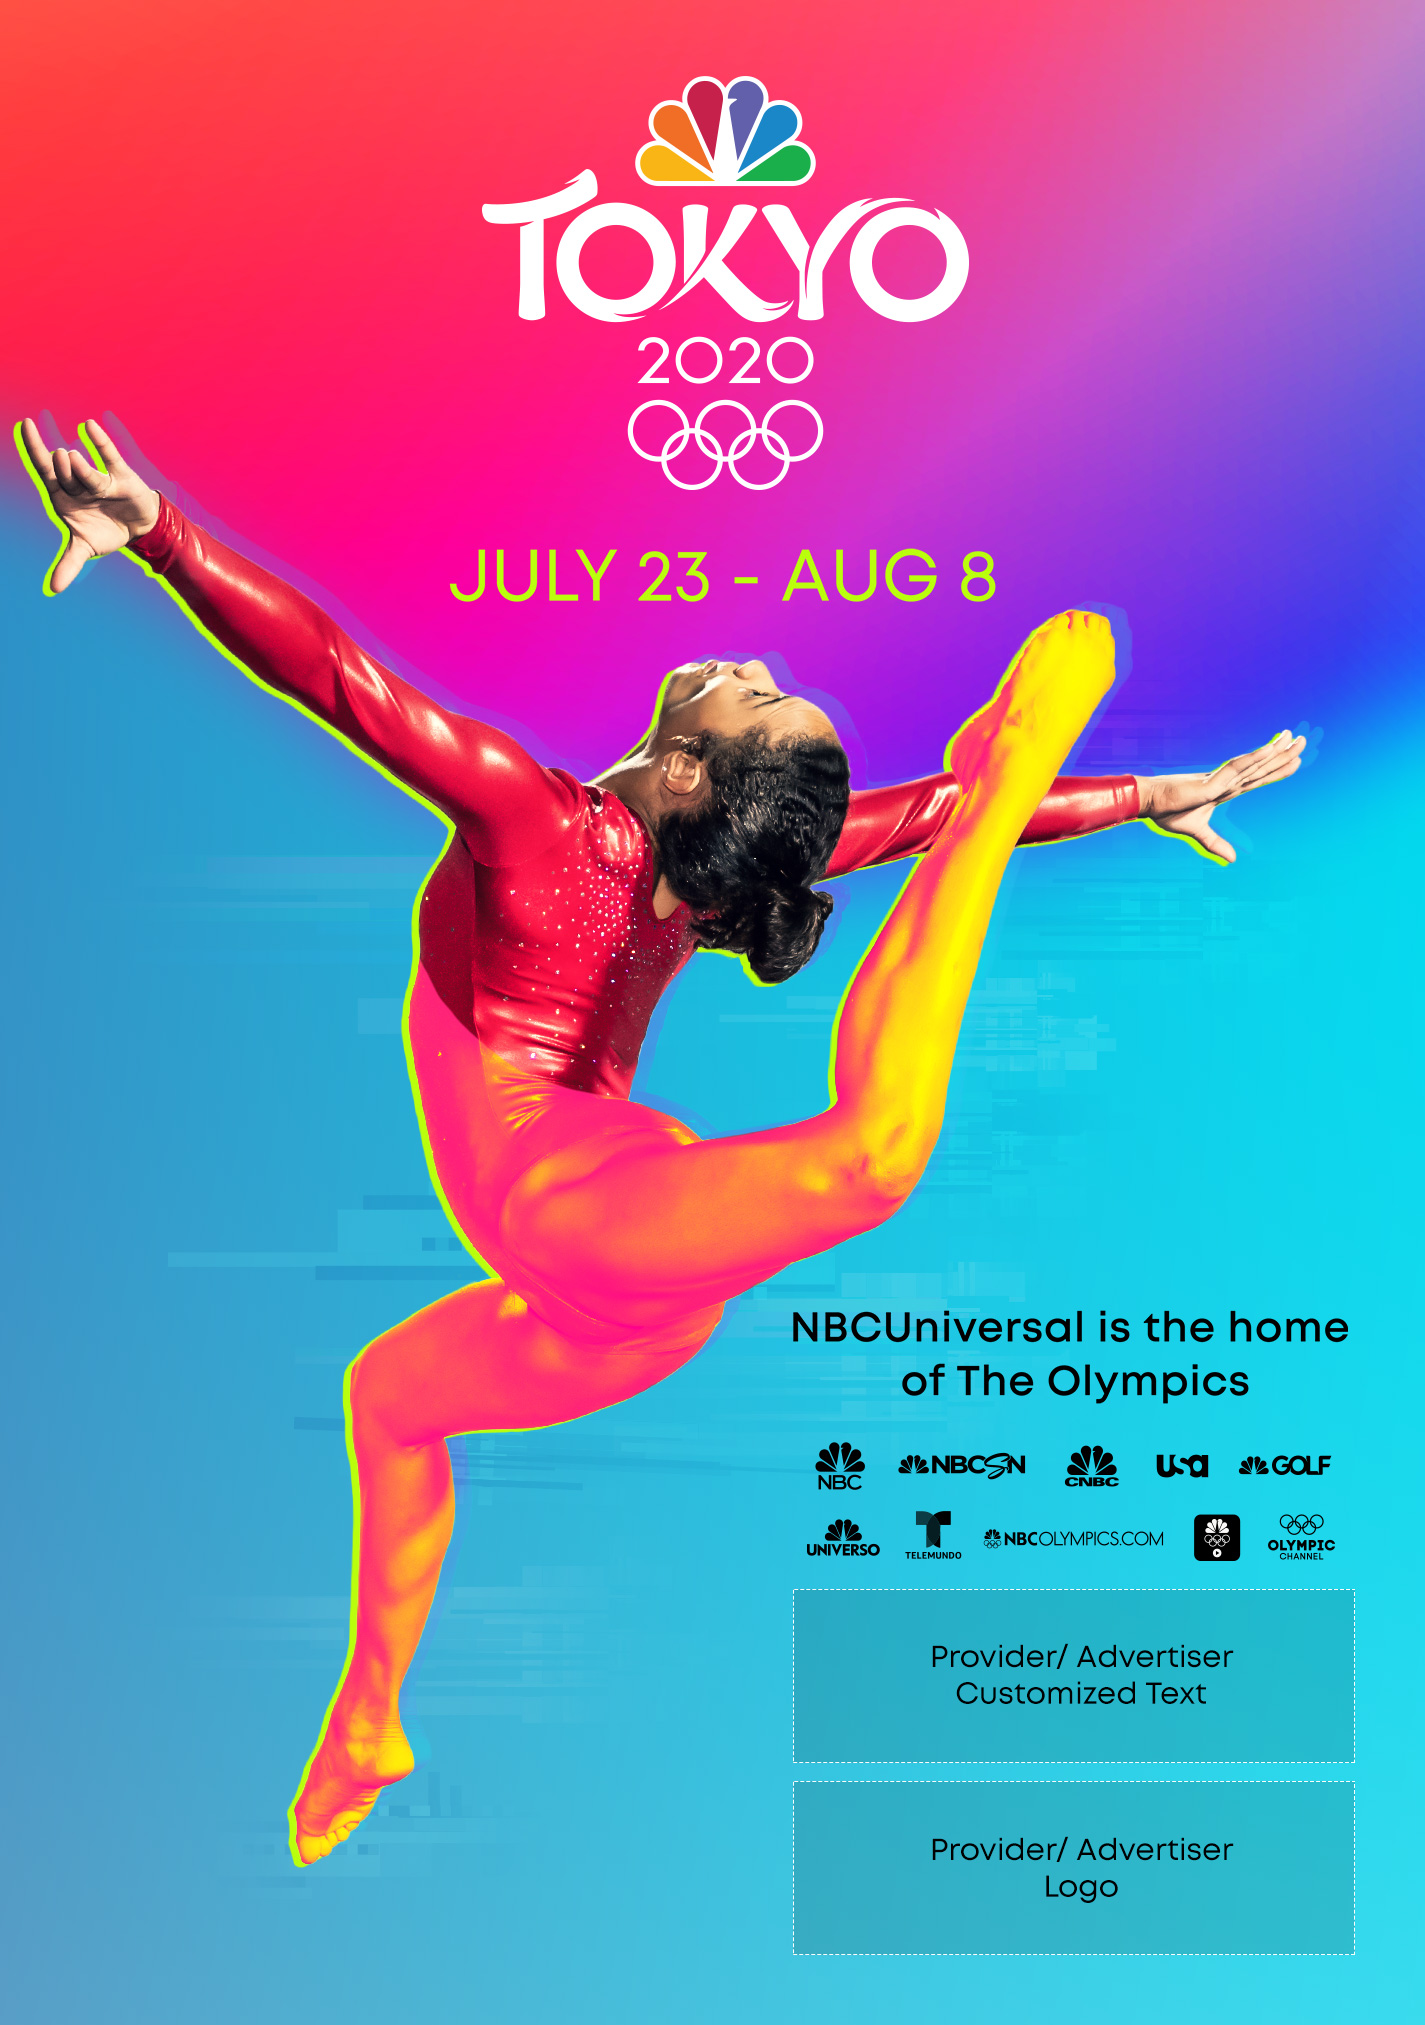 TOKYO
2020
JULY 23 - AUG 8
NBCUniversal is the home
of The Olympics
NBC NBCSN CNBC USA GOLF
UNIVERSO TELEMUNDO NBCOLYMPICS.COM OLYMPIC CHANNEL
Provider/ Advertiser
Customized Text
Provider/ Advertiser
Logo